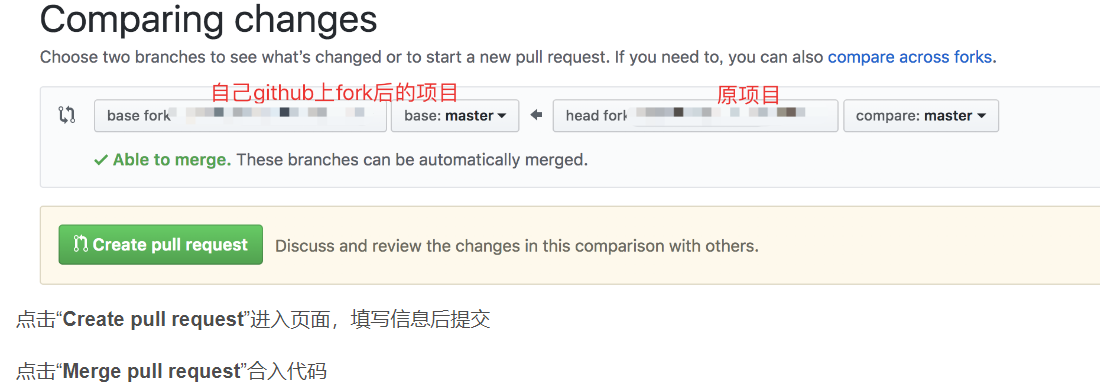 Comparing changes
Choose two branches to see what's changed or to start a new pull request. If you need to, you can also compare across forks.
自己github上fork后的项目 原项目
base fork base: master head fork compare: master
Able to merge. These branches can be automatically merged.
Create pull request Discuss and review the changes in this comparison with others.
点击“Create pull request”进入页面，填写信息后提交
点击“Merge pull request”合入代码